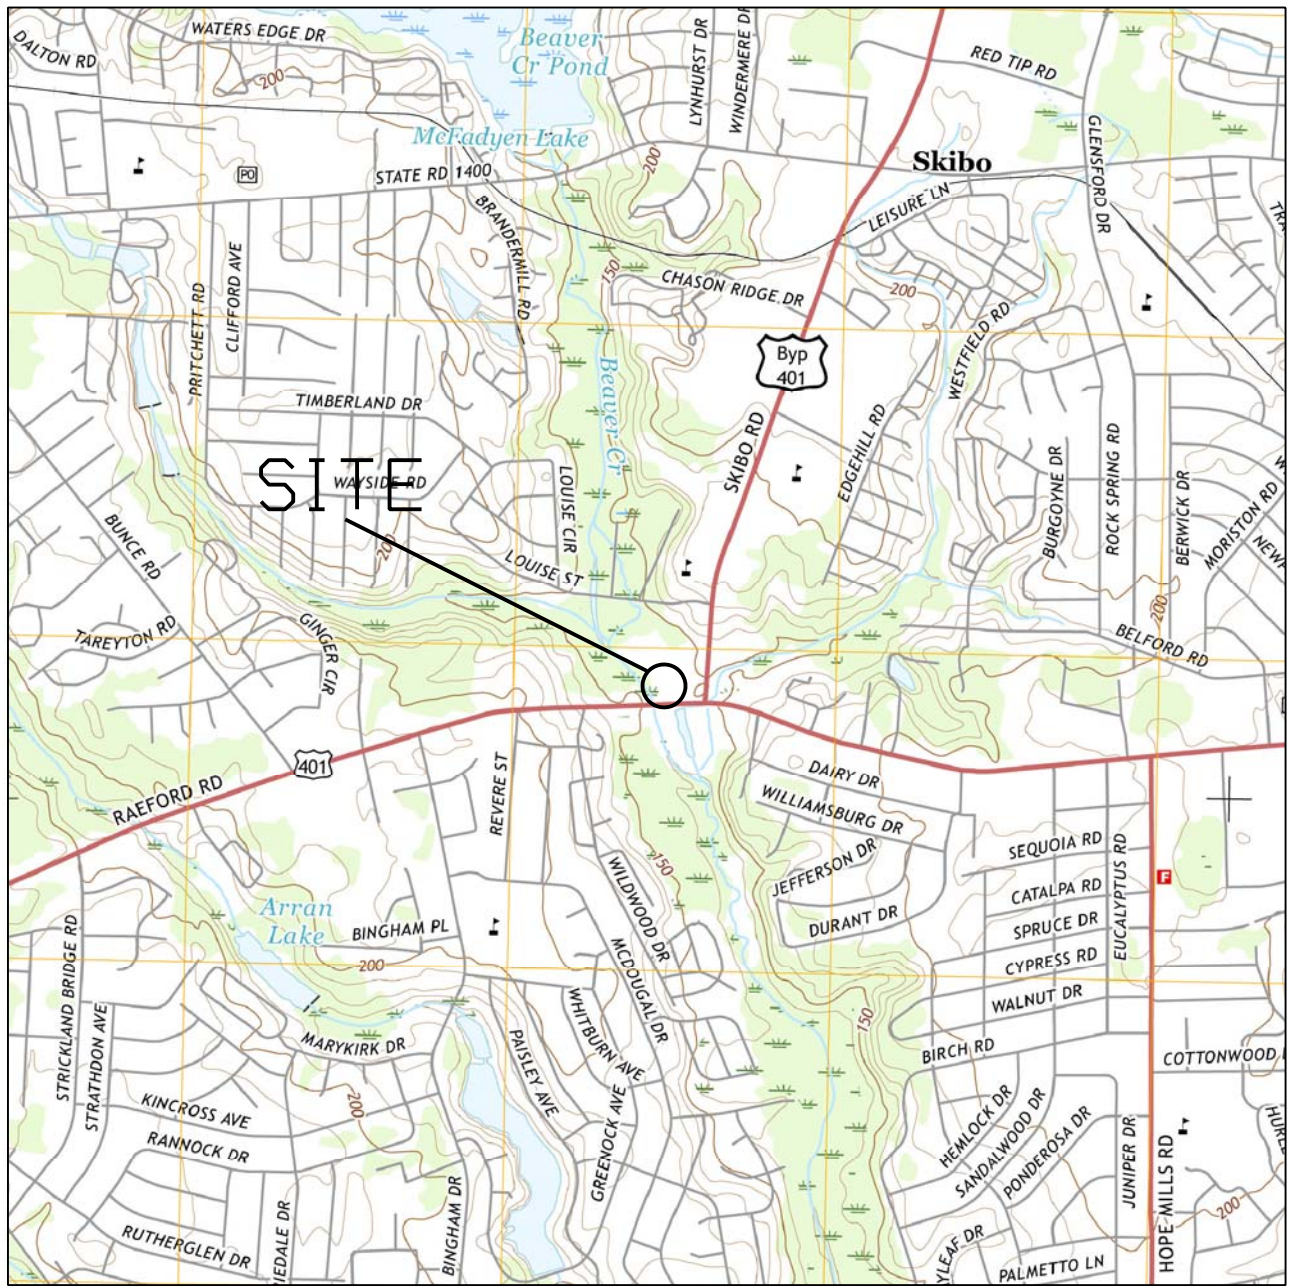 WATERS EDGE DR
DALTON RD
200
Beaver
Cr Pond
LYNHURST DR
WINDERMERE DR
RED TIP RD
McFadyen Lake
GLENSFORD DR
PO
STATE RD 1400
200
Skibo
LEISURE LN
BRANDERMILL RD
PRITCHETT RD
CLIFFORD AVE
150
CHASON RIDGE DR
200
WESTFIELD RD
Byp
401
Beaver Cr
TIMBERLAND DR
SKIBO RD
EDGEHILL RD
SITE
WAYSIDE RD
LOUISE CIR
BURGOYNE DR
ROCK SPRING RD
BERWICK DR
MORISTON RD
BUNCE RD
200
LOUISE ST
200
TAREYTON RD
GINGER CIR
BELFORD RD
401
RAEFORD RD
REVERE ST
DAIRY DR
WILLIAMSBURG DR
JEFFERSON DR
DURANT DR
SEQUOIA RD
CATALPA RD
SPRUCE DR
CYPRESS RD
WALNUT DR
EUCALYPTUS RD
F
150
WILDWOOD DR
MCDOUGAL DR
Arran
Lake
BINGHAM PL
200
STRICKLAND BRIDGE RD
STRATHDON AVE
MARYKIRK DR
PAISLEY AVE
WHITBURN AVE
GREENOCK AVE
150
BIRCH RD
COTTONWOOD
KINCROSS AVE
RANNOCK DR
200
HEMLOCK DR
SANDALWOOD DR
PONDEROSA DR
JUNIPER DR
HOPE MILLS RD
200
RUTHERGLEN DR
IEDALE DR
BINGHAM DR
YLEAF DR
PALMETTO LN